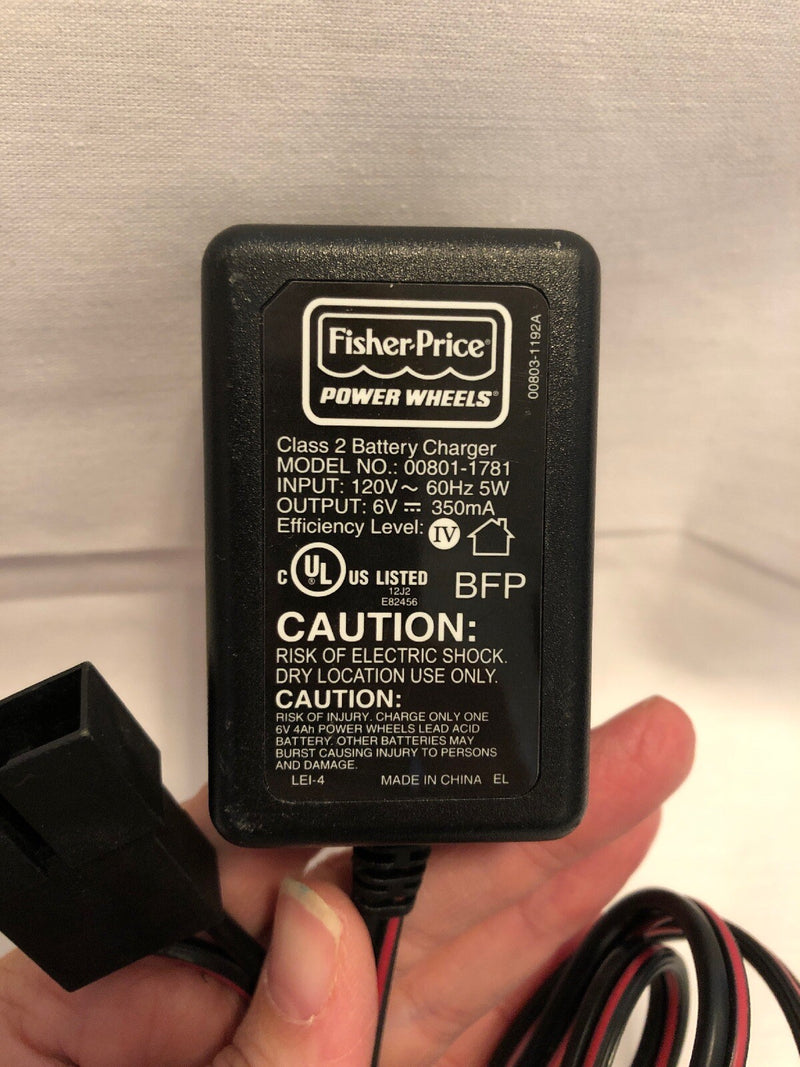 Fisher-Price®
POWER WHEELS®
00803-1192A
Class 2 Battery Charger
MODEL NO.: 00801-1781
INPUT: 120V ~ 60Hz 5W
OUTPUT: 6V ⎓ 350mA
Efficiency Level: IV
C UL ® US LISTED
12J2
E82456
BFP
CAUTION:
RISK OF ELECTRIC SHOCK.
DRY LOCATION USE ONLY.
CAUTION:
RISK OF INJURY. CHARGE ONLY ONE
6V 4Ah POWER WHEELS LEAD ACID
BATTERY. OTHER BATTERIES MAY
BURST CAUSING INJURY TO PERSONS
AND DAMAGE.
LEI-4 MADE IN CHINA EL